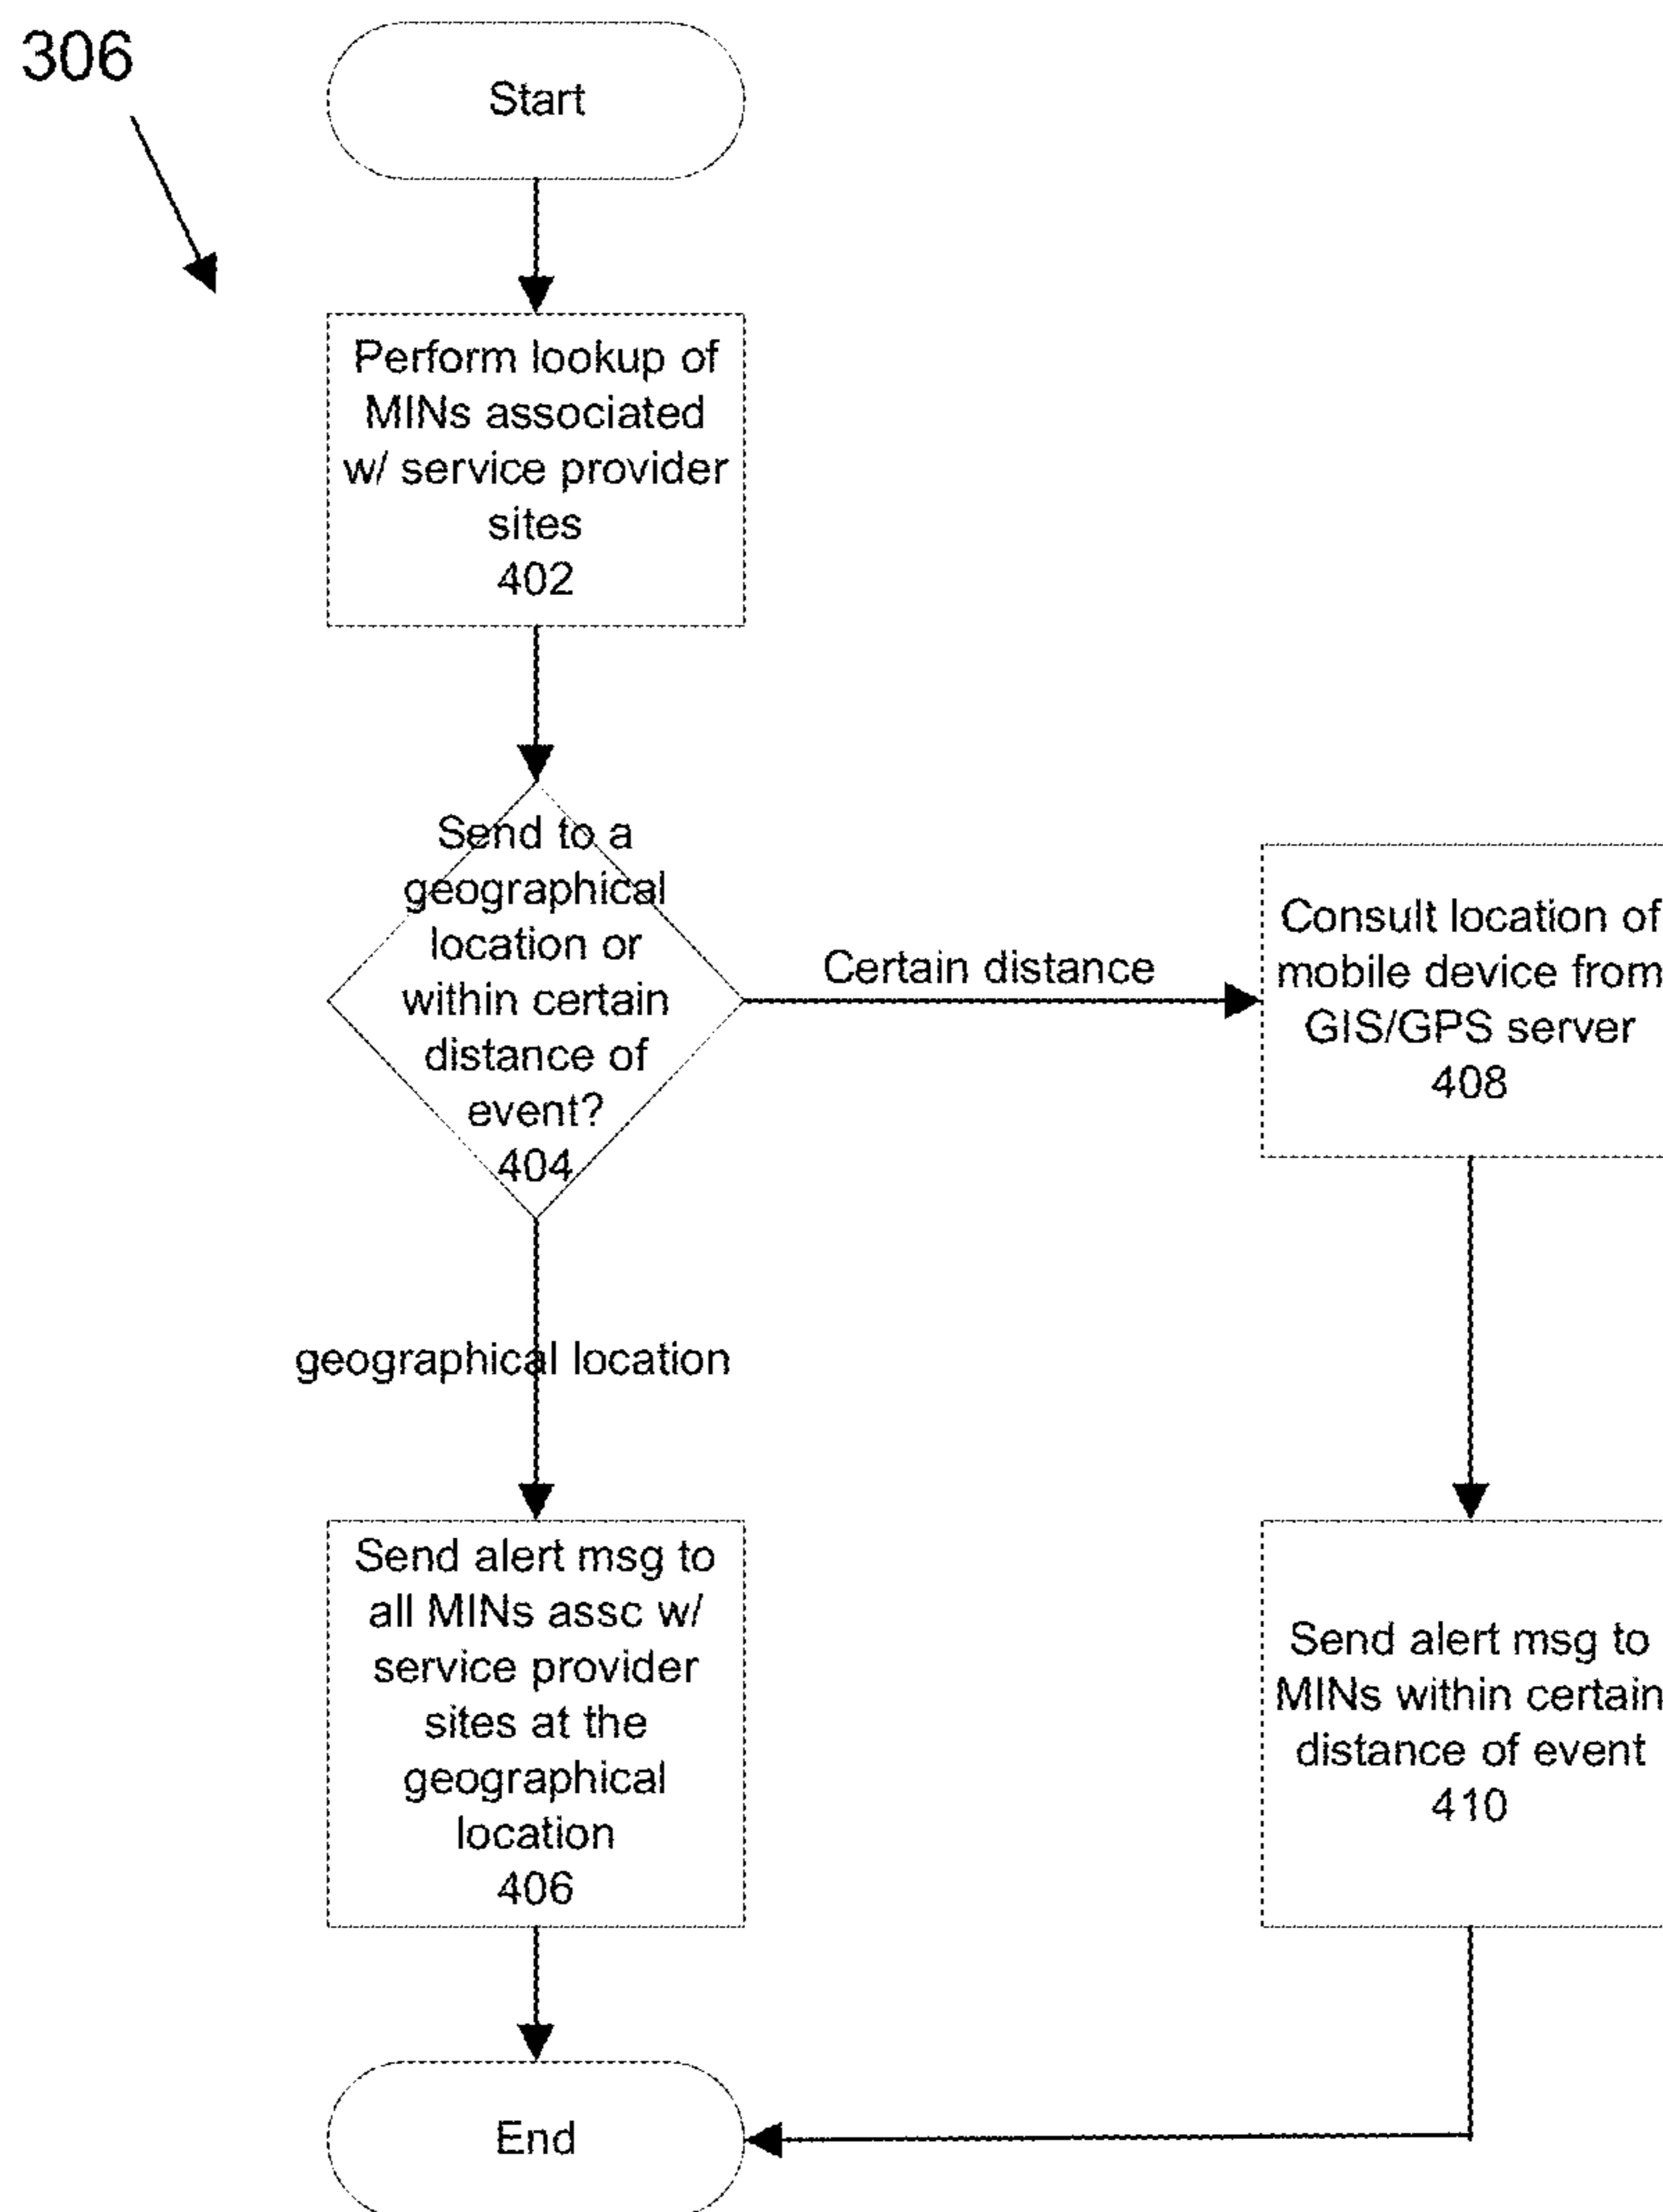 306
Start
Perform lookup of
MINs associated
w/ service provider
sites
402
Send to a
geographical
location or
within certain
distance of
event?
404
Certain distance
Consult location of
mobile device from
GIS/GPS server
408
geographical location
Send alert msg to
all MINs assc w/
service provider
sites at the
geographical
location
406
Send alert msg to
MINs within certain
distance of event
410
End